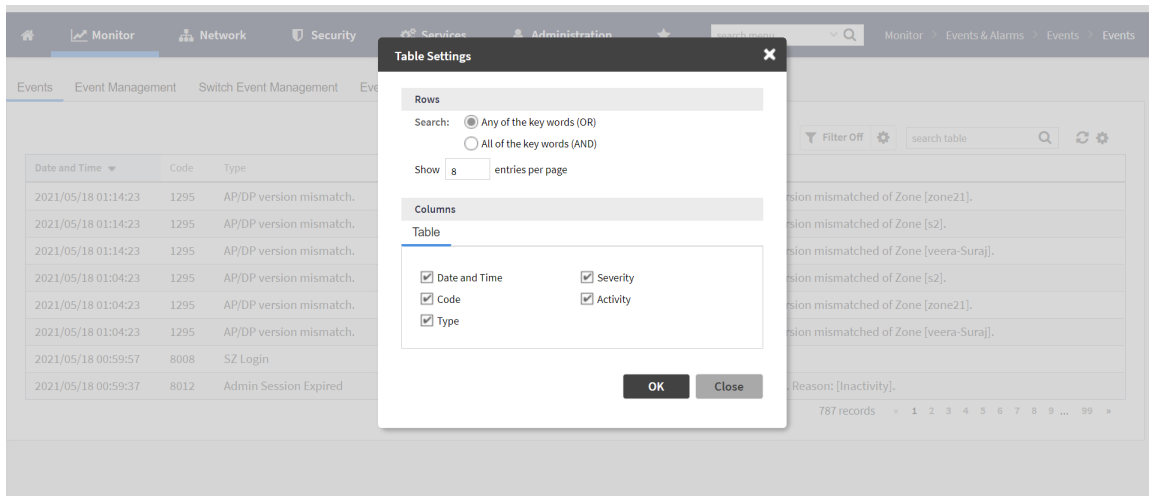 Monitor Network Security Services Administration search menu Monitor > Events & Alarms > Events > Events
Table Settings
Events Event Management Switch Event Management Eve
Rows
Search: Any of the key words (OR)
All of the key words (AND)
Show 8 entries per page
Filter Off search table
Date and Time Code Type
2021/05/18 01:14:23 1295 AP/DP version mismatch. rsion mismatched of Zone [zone21].
2021/05/18 01:14:23 1295 AP/DP version mismatch. rsion mismatched of Zone [s2].
2021/05/18 01:14:23 1295 AP/DP version mismatch. rsion mismatched of Zone [veera-Suraj].
2021/05/18 01:04:23 1295 AP/DP version mismatch. rsion mismatched of Zone [s2].
2021/05/18 01:04:23 1295 AP/DP version mismatch. rsion mismatched of Zone [zone21].
2021/05/18 01:04:23 1295 AP/DP version mismatch. rsion mismatched of Zone [veera-Suraj].
2021/05/18 00:59:57 8008 SZ Login
2021/05/18 00:59:37 8012 Admin Session Expired . Reason: [Inactivity].
Columns
Table
Date and Time Severity
Code Activity
Type
OK Close
787 records « 1 2 3 4 5 6 7 8 9 ... 99 »